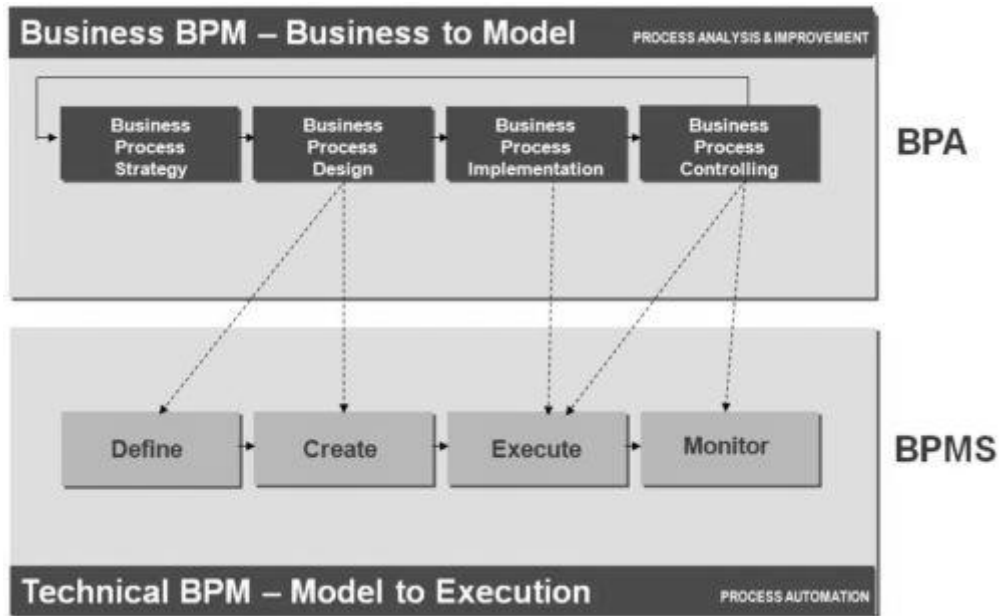 Business BPM – Business to Model
PROCESS ANALYSIS & IMPROVEMENT
Business
Process
Strategy
Business
Process
Design
Business
Process
Implementation
Business
Process
Controlling
BPA
Define
Create
Execute
Monitor
BPMS
Technical BPM – Model to Execution
PROCESS AUTOMATION